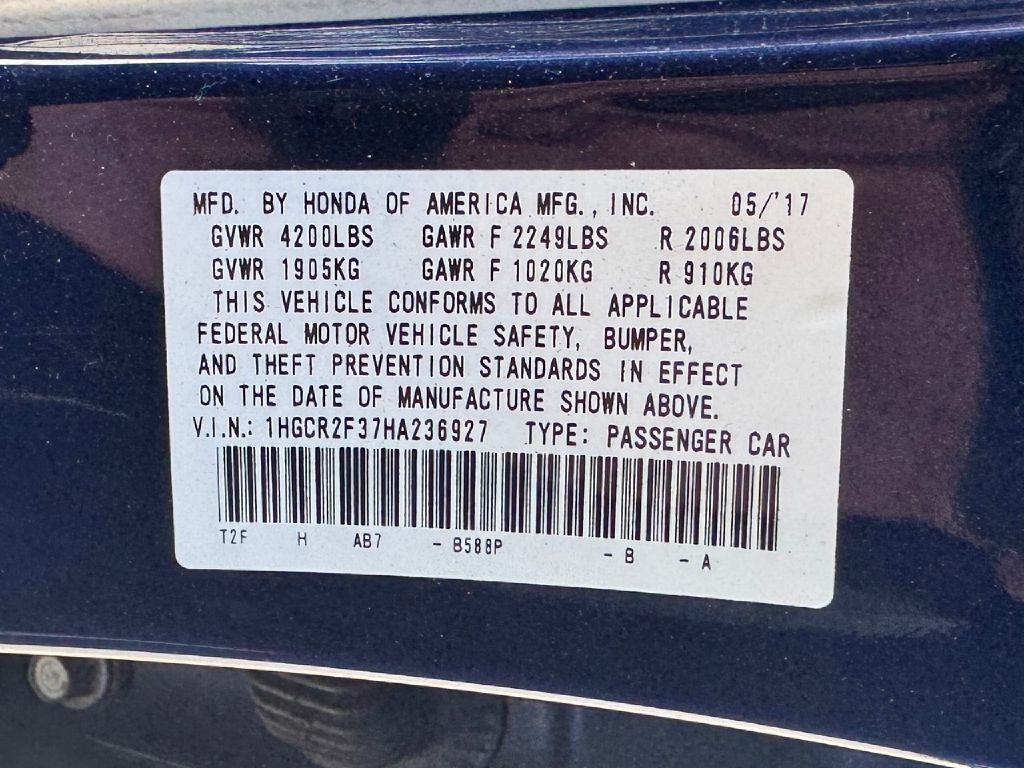 MFD. BY HONDA OF AMERICA MFG., INC. 05/'17
GVWR 4200LBS GAWR F 2249LBS R 2006LBS
GVWR 1905KG GAWR F 1020KG R 910KG
THIS VEHICLE CONFORMS TO ALL APPLICABLE
FEDERAL MOTOR VEHICLE SAFETY, BUMPER,
AND THEFT PREVENTION STANDARDS IN EFFECT
ON THE DATE OF MANUFACTURE SHOWN ABOVE.
V.I.N.: 1HGCR2F37HA236927 TYPE: PASSENGER CAR
T2F H AB7 - B588P - B - A